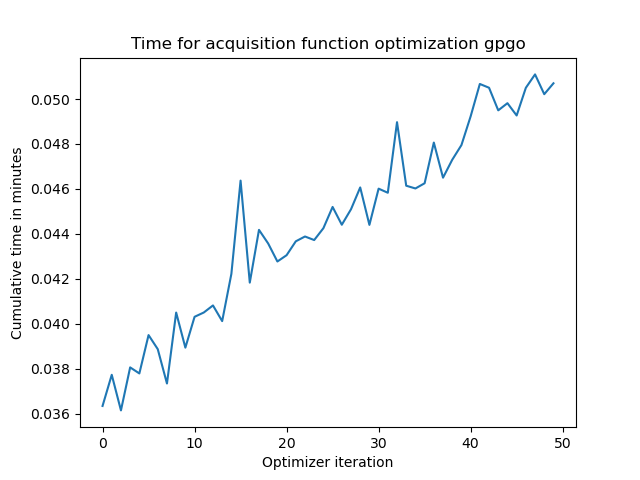 Time for acquisition function optimization gpgo
Cumulative time in minutes
0.050
0.048
0.046
0.044
0.042
0.040
0.038
0.036
0 10 20 30 40 50
Optimizer iteration